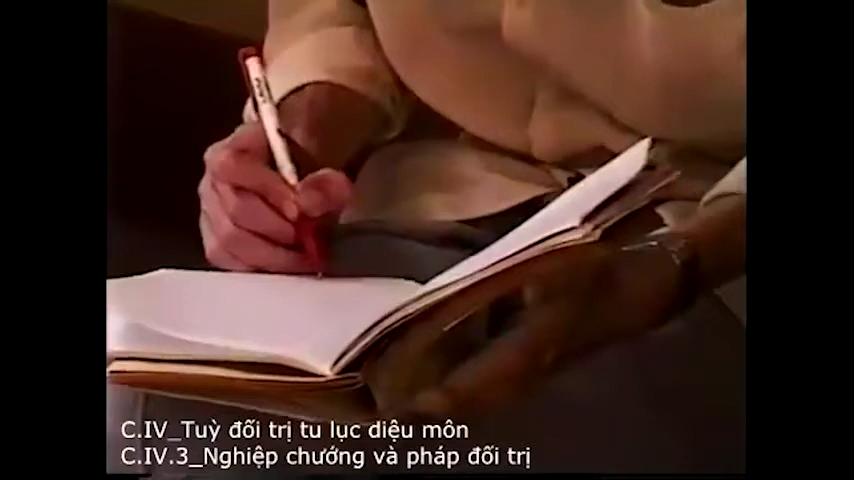 C.IV_Tuỳ đối trị tu lục diệu môn
C.IV.3_Nghiệp chướng và pháp đối trị